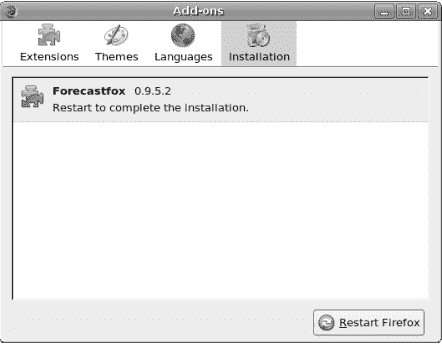 Add-ons
Extensions Themes Languages Installation
Forecastfox 0.9.5.2
Restart to complete the installation.
Restart Firefox